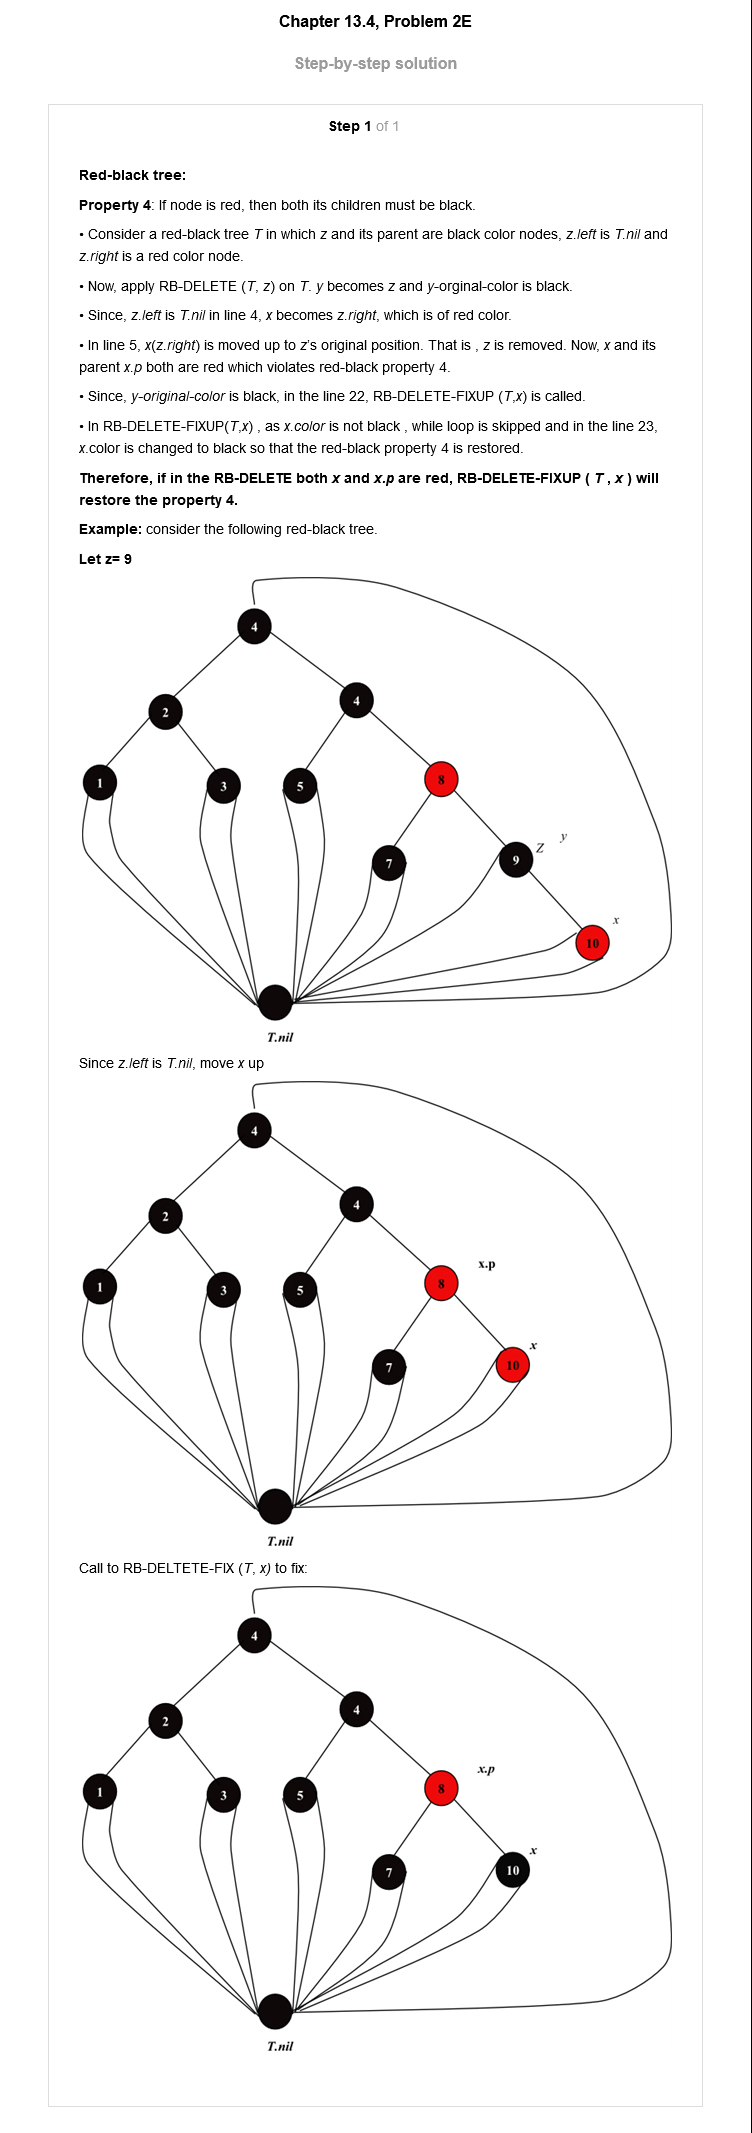 Chapter 13.4, Problem 2E
Step-by-step solution
Step 1 of 1
Red-black tree:
Property 4: If node is red, then both its children must be black.
• Consider a red-black tree T in which z and its parent are black color nodes, z.left is T.nil and
z.right is a red color node.
• Now, apply RB-DELETE (T, z) on T. y becomes z and y-orginal-color is black.
• Since, z.left is T.nil in line 4, x becomes z.right, which is of red color.
• In line 5, x(z.right) is moved up to z's original position. That is , z is removed. Now, x and its
parent x.p both are red which violates red-black property 4.
• Since, y-original-color is black, in the line 22, RB-DELETE-FIXUP (T,x) is called.
• In RB-DELETE-FIXUP(T,x) , as x.color is not black , while loop is skipped and in the line 23,
x.color is changed to black so that the red-black property 4 is restored.
Therefore, if in the RB-DELETE both x and x.p are red, RB-DELETE-FIXUP ( T , x ) will
restore the property 4.
Example: consider the following red-black tree.
Let z= 9
4
2
4
1
3
5
8
7
9
Z
y
10
x
T.nil
Since z.left is T.nil, move x up
4
2
4
1
3
5
8
x.p
7
10
x
T.nil
Call to RB-DELTETE-FIX (T, x) to fix:
4
2
4
1
3
5
8
x.p
7
10
x
T.nil